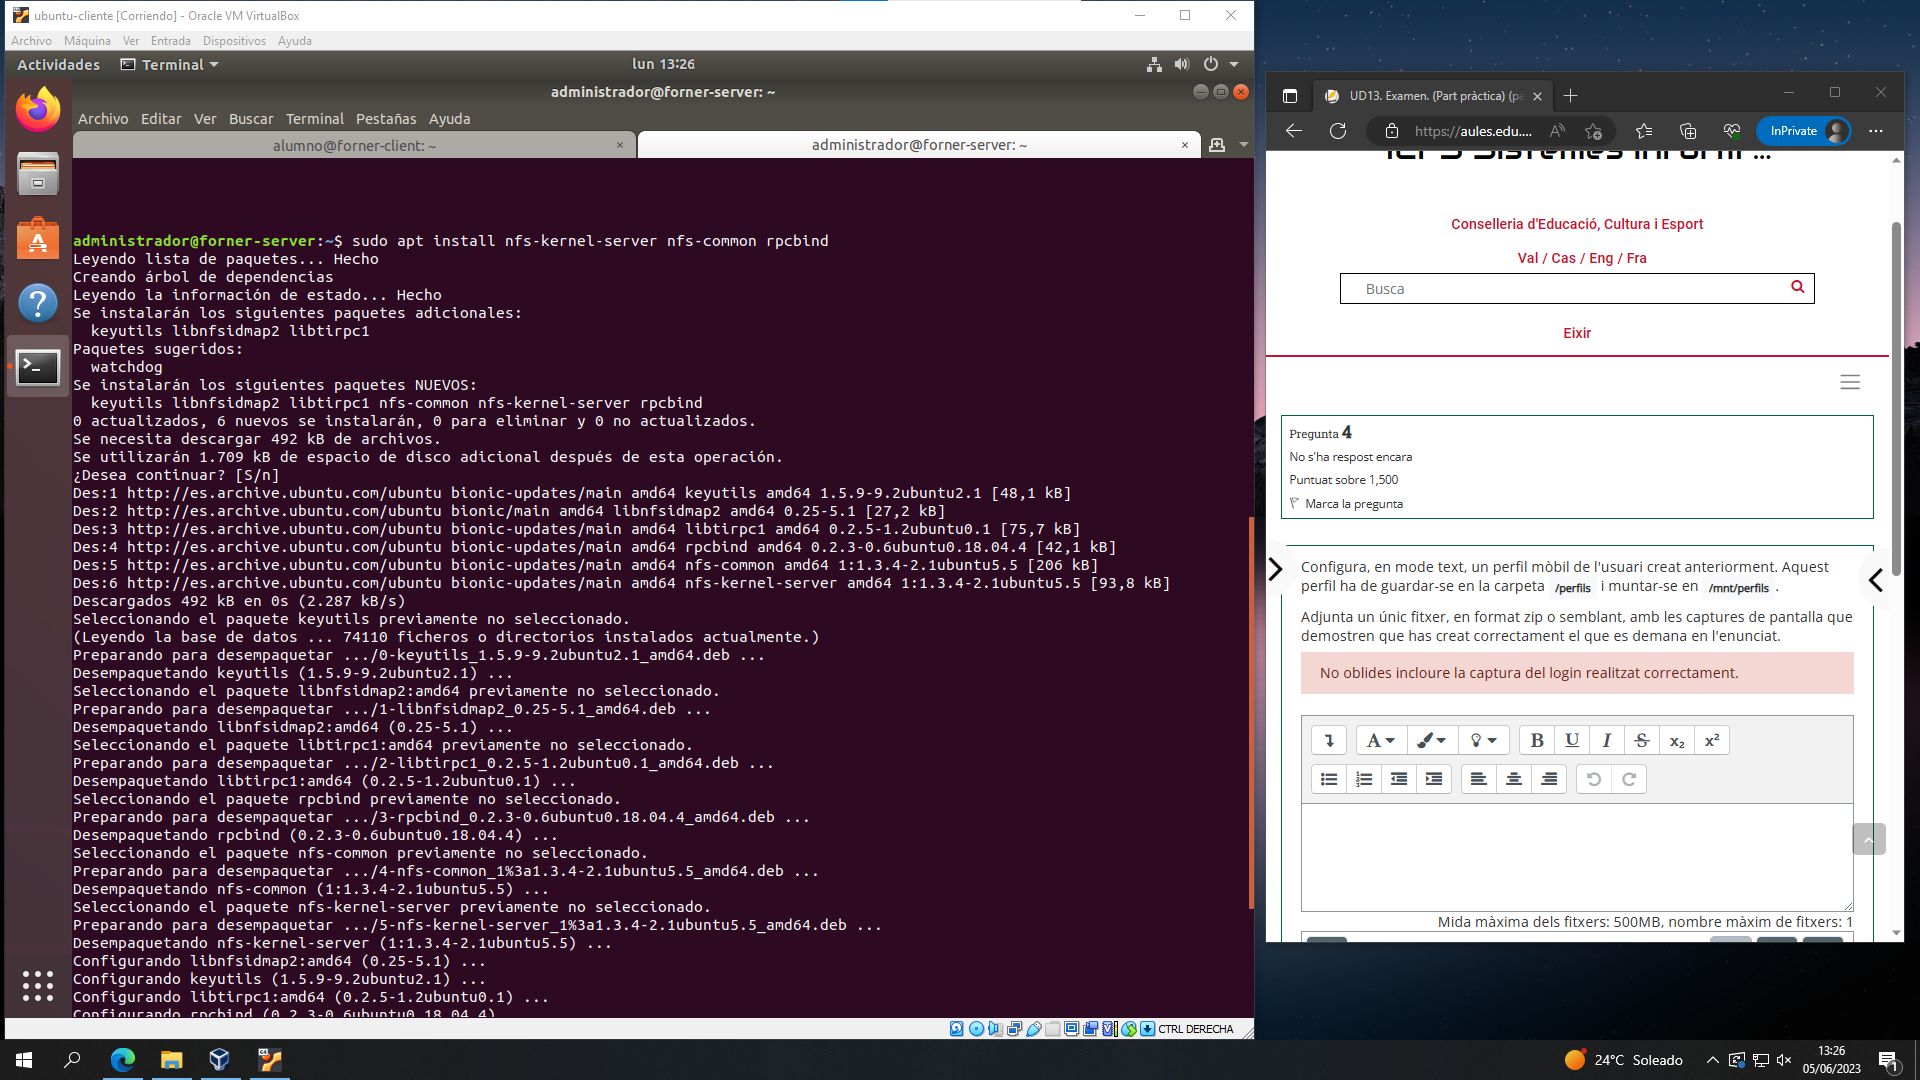 ubuntu-cliente [Corriendo] - Oracle VM VirtualBox
Archivo Máquina Ver Entrada Dispositivos Ayuda
Actividades Terminal lun 13:26
administrador@forner-server: ~
Archivo Editar Ver Buscar Terminal Pestañas Ayuda
alumno@forner-client: ~ × administrador@forner-server: ~ ×
administrador@forner-server:~$ sudo apt install nfs-kernel-server nfs-common rpcbind
Leyendo lista de paquetes... Hecho
Creando árbol de dependencias
Leyendo la información de estado... Hecho
Se instalarán los siguientes paquetes adicionales:
keyutils libnfsidmap2 libtirpc1
Paquetes sugeridos:
watchdog
Se instalarán los siguientes paquetes NUEVOS:
keyutils libnfsidmap2 libtirpc1 nfs-common nfs-kernel-server rpcbind
0 actualizados, 6 nuevos se instalarán, 0 para eliminar y 0 no actualizados.
Se necesita descargar 492 kB de archivos.
Se utilizarán 1.709 kB de espacio de disco adicional después de esta operación.
¿Desea continuar? [S/n]
Des:1 http://es.archive.ubuntu.com/ubuntu bionic-updates/main amd64 keyutils amd64 1.5.9-9.2ubuntu2.1 [48,1 kB]
Des:2 http://es.archive.ubuntu.com/ubuntu bionic/main amd64 libnfsidmap2 amd64 0.25-5.1 [27,2 kB]
Des:3 http://es.archive.ubuntu.com/ubuntu bionic-updates/main amd64 libtirpc1 amd64 0.2.5-1.2ubuntu0.1 [75,7 kB]
Des:4 http://es.archive.ubuntu.com/ubuntu bionic-updates/main amd64 rpcbind amd64 0.2.3-0.6ubuntu0.18.04.4 [42,1 kB]
Des:5 http://es.archive.ubuntu.com/ubuntu bionic-updates/main amd64 nfs-common amd64 1:1.3.4-2.1ubuntu5.5 [206 kB]
Des:6 http://es.archive.ubuntu.com/ubuntu bionic-updates/main amd64 nfs-kernel-server amd64 1:1.3.4-2.1ubuntu5.5 [93,8 kB]
Descargados 492 kB en 0s (2.287 kB/s)
Seleccionando el paquete keyutils previamente no seleccionado.
(Leyendo la base de datos ... 74110 ficheros o directorios instalados actualmente.)
Preparando para desempaquetar .../0-keyutils_1.5.9-9.2ubuntu2.1_amd64.deb ...
Desempaquetando keyutils (1.5.9-9.2ubuntu2.1) ...
Seleccionando el paquete libnfsidmap2:amd64 previamente no seleccionado.
Preparando para desempaquetar .../1-libnfsidmap2_0.25-5.1_amd64.deb ...
Desempaquetando libnfsidmap2:amd64 (0.25-5.1) ...
Seleccionando el paquete libtirpc1:amd64 previamente no seleccionado.
Preparando para desempaquetar .../2-libtirpc1_0.2.5-1.2ubuntu0.1_amd64.deb ...
Desempaquetando libtirpc1:amd64 (0.2.5-1.2ubuntu0.1) ...
Seleccionando el paquete rpcbind previamente no seleccionado.
Preparando para desempaquetar .../3-rpcbind_0.2.3-0.6ubuntu0.18.04.4_amd64.deb ...
Desempaquetando rpcbind (0.2.3-0.6ubuntu0.18.04.4) ...
Seleccionando el paquete nfs-common previamente no seleccionado.
Preparando para desempaquetar .../4-nfs-common_1%3a1.3.4-2.1ubuntu5.5_amd64.deb ...
Desempaquetando nfs-common (1:1.3.4-2.1ubuntu5.5) ...
Seleccionando el paquete nfs-kernel-server previamente no seleccionado.
Preparando para desempaquetar .../5-nfs-kernel-server_1%3a1.3.4-2.1ubuntu5.5_amd64.deb ...
Desempaquetando nfs-kernel-server (1:1.3.4-2.1ubuntu5.5) ...
Configurando libnfsidmap2:amd64 (0.25-5.1) ...
Configurando keyutils (1.5.9-9.2ubuntu2.1) ...
Configurando libtirpc1:amd64 (0.2.5-1.2ubuntu0.1) ...
Configurando rpcbind (0.2.3-0.6ubuntu0.18.04.4)
CTRL DERECHA
UD13. Examen. (Part pràctica) (pa
https://aules.edu.... InPrivate
Conselleria d'Educació, Cultura i Esport
Val / Cas / Eng / Fra
Busca
Eixir
Pregunta 4
No s'ha respost encara
Puntuat sobre 1,500
Marca la pregunta
Configura, en mode text, un perfil mòbil de l'usuari creat anteriorment. Aquest
perfil ha de guardar-se en la carpeta /perfils i muntar-se en /mnt/perfils .
Adjunta un únic fitxer, en format zip o semblant, amb les captures de pantalla que
demostren que has creat correctament el que es demana en l'enunciat.
No oblides incloure la captura del login realitzat correctament.
A B U I S x₂ x²
Mida màxima dels fitxers: 500MB, nombre màxim de fitxers: 1
24°C Soleado
13:26
05/06/2023
1